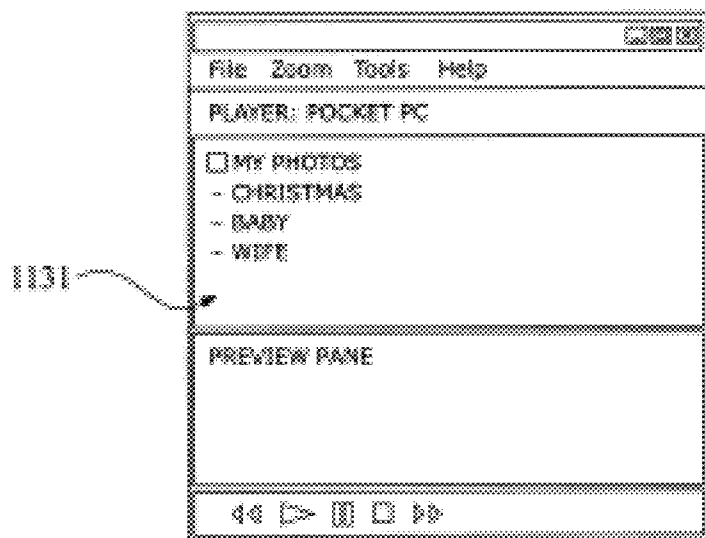 File Zoom Tools Help
PLAYER: POCKET PC
MY PHOTOS
- CHRISTMAS
- BABY
- WIFE
1131
PREVIEW PANE